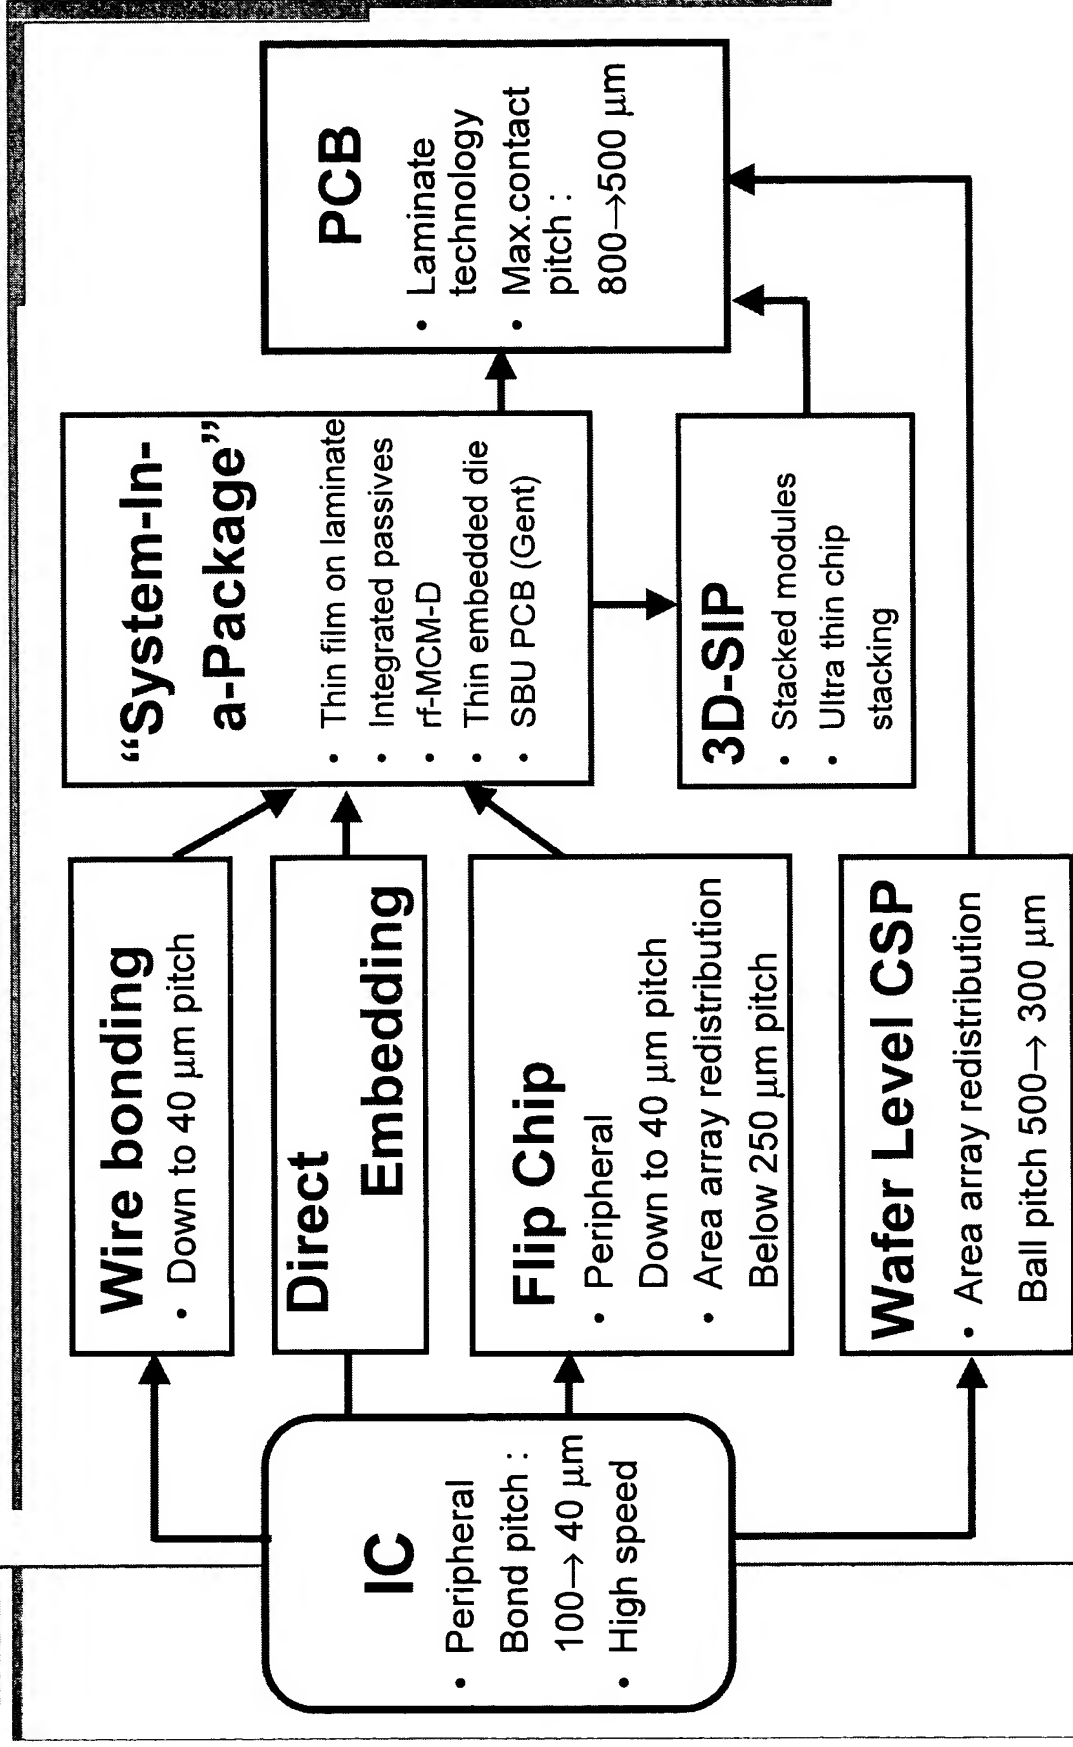 IC
• Peripheral
Bond pitch :
100→ 40 μm
• High speed
Wire bonding
• Down to 40 μm pitch
Direct
Embedding
Flip Chip
• Peripheral
Down to 40 μm pitch
• Area array redistribution
Below 250 μm pitch
Wafer Level CSP
• Area array redistribution
Ball pitch 500→ 300 μm
“System-In-
a-Package”
• Thin film on laminate
• Integrated passives
• rf-MCM-D
• Thin embedded die
• SBU PCB (Gent)
3D-SIP
• Stacked modules
• Ultra thin chip
stacking
PCB
• Laminate
technology
• Max.contact
pitch :
800→500 μm